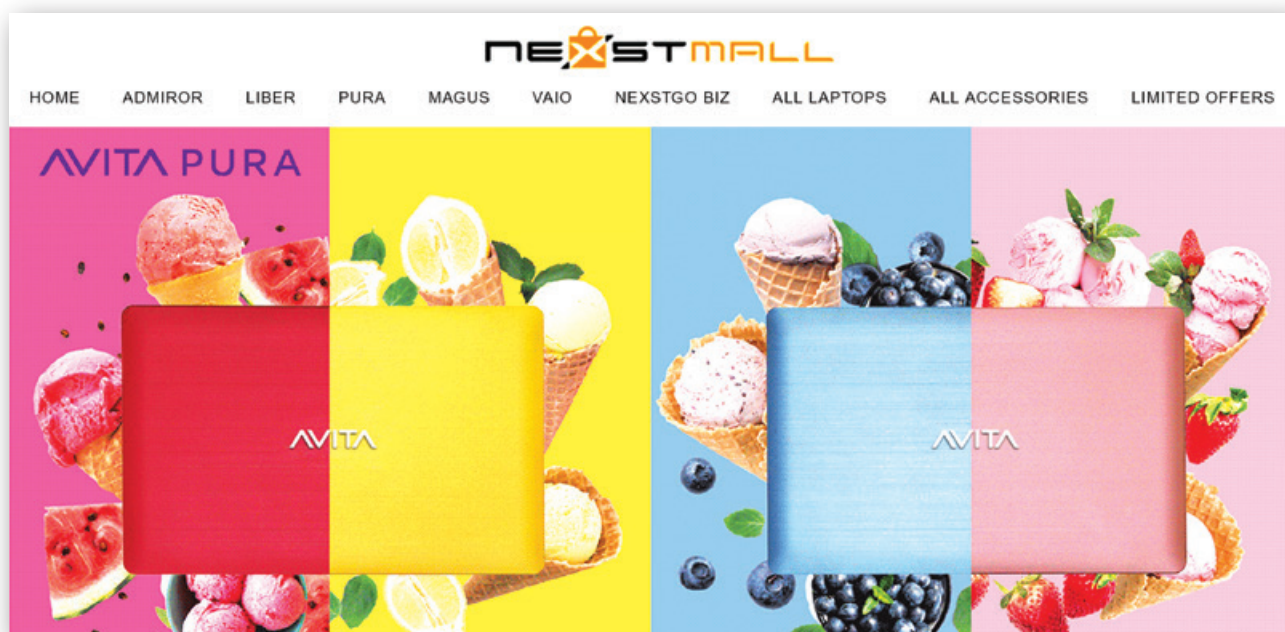 NEXSTMALL
HOME ADMIROR LIBER PURA MAGUS VAIO NEXSTGO BIZ ALL LAPTOPS ALL ACCESSORIES LIMITED OFFERS
AVITA PURA
AVITA AVITA